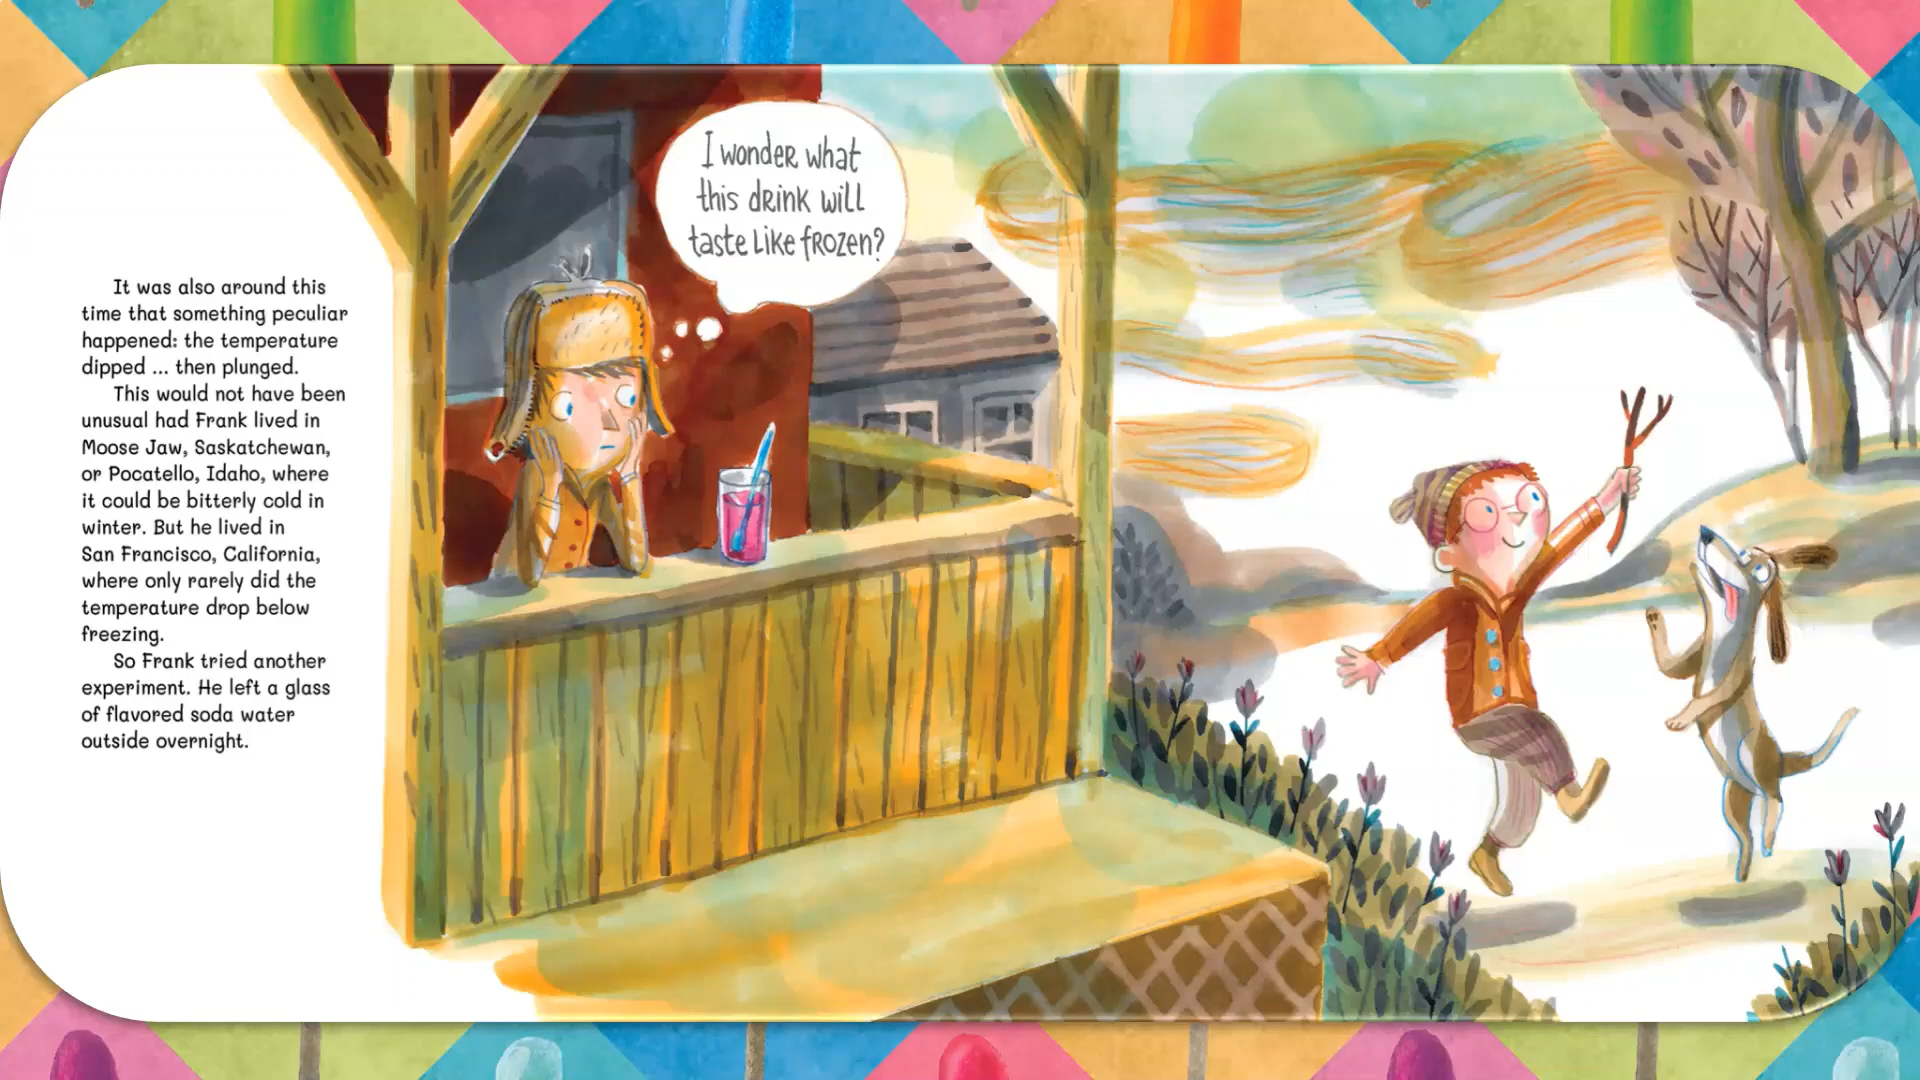 It was also around this
time that something peculiar
happened: the temperature
dipped ... then plunged.
This would not have been
unusual had Frank lived in
Moose Jaw, Saskatchewan,
or Pocatello, Idaho, where
it could be bitterly cold in
winter. But he lived in
San Francisco, California,
where only rarely did the
temperature drop below
freezing.
So Frank tried another
experiment. He left a glass
of flavored soda water
outside overnight.
I wonder what
this drink will
taste like frozen?